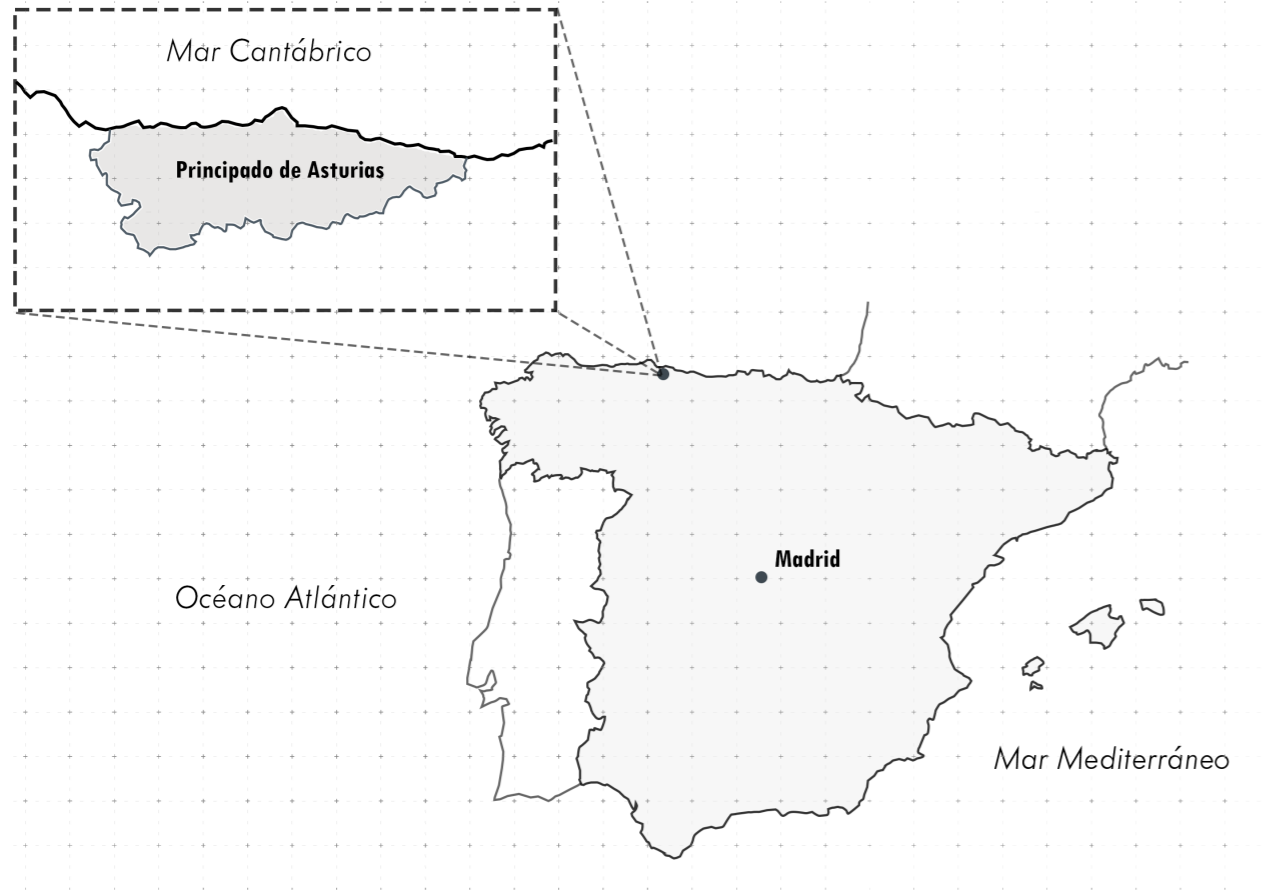 Mar Cantábrico
Principado de Asturias
Madrid
Océano Atlántico
Mar Mediterráneo